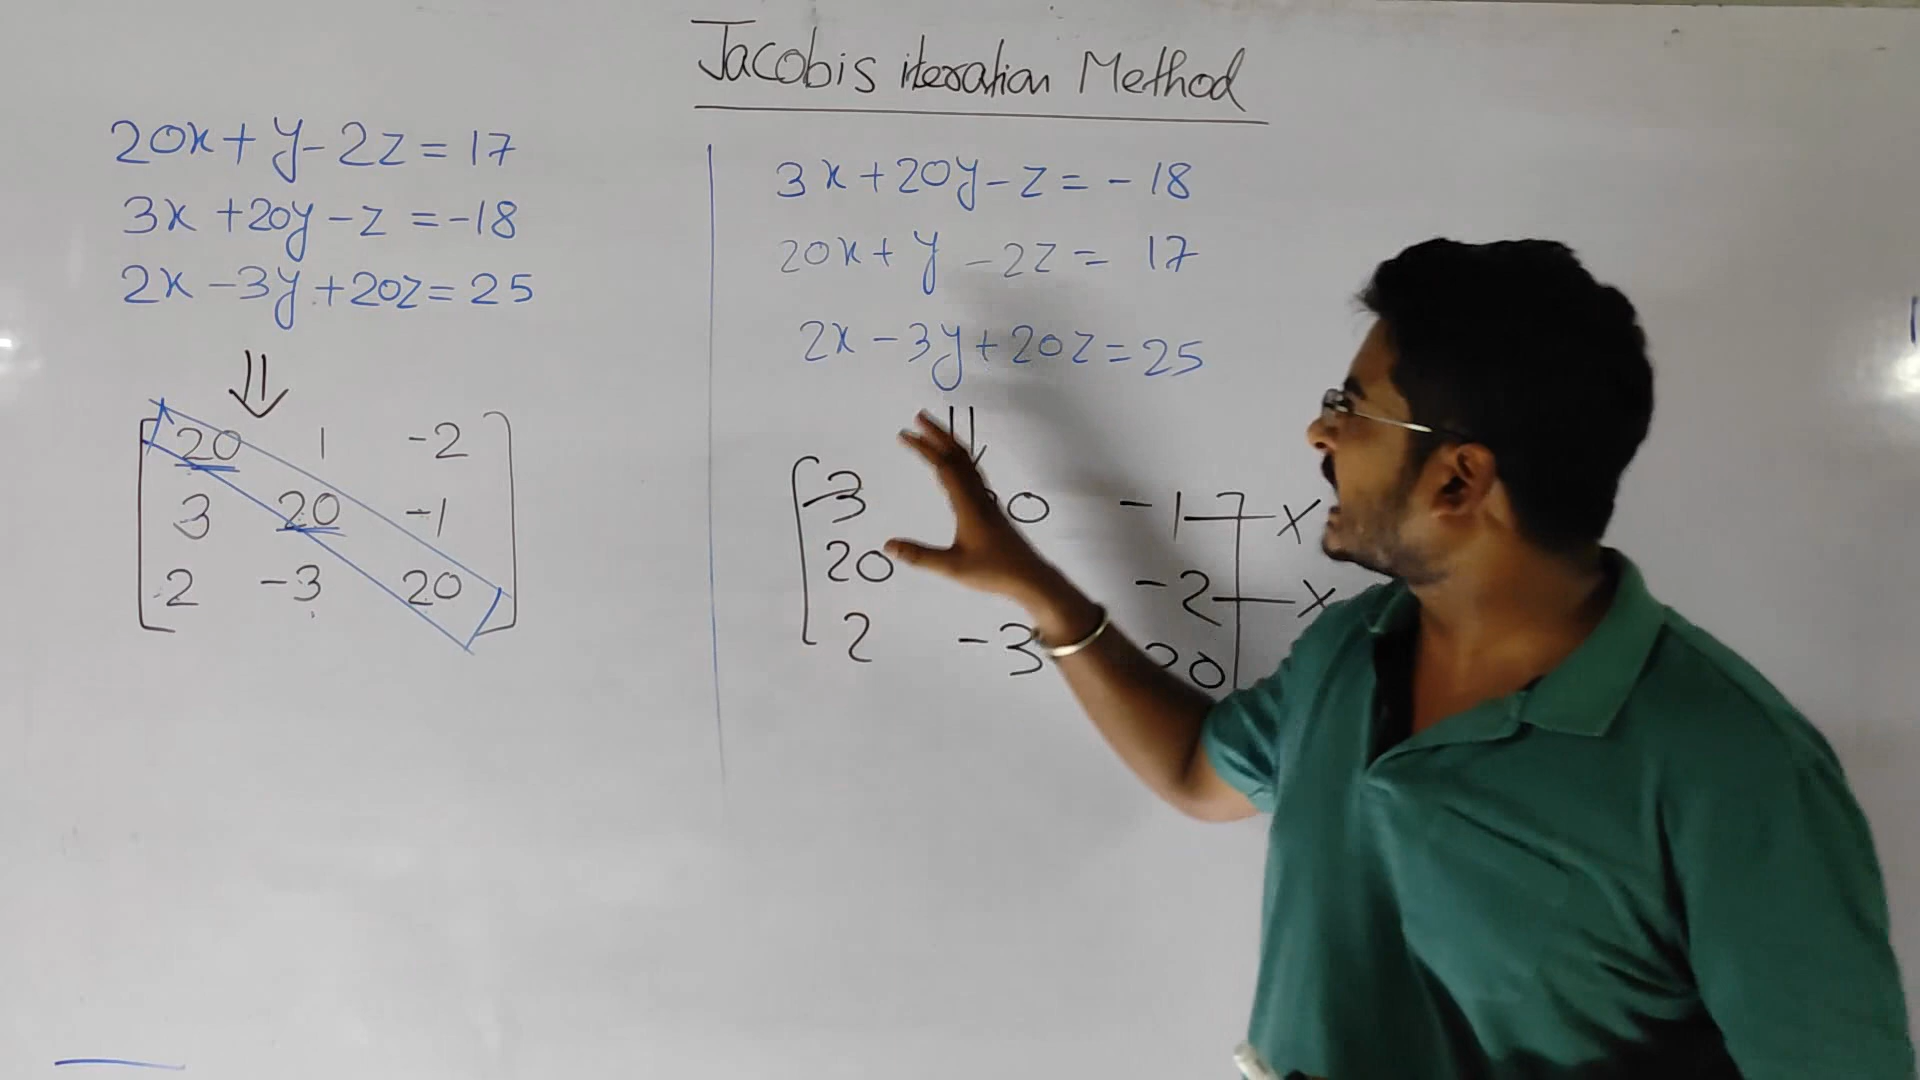 Jacobis iteration Method
20x + y - 2z = 17
3x + 20y - z = -18
2x - 3y + 20z = 25
20 1 -2
3 20 -1
2 -3 20
3x + 20y - z = - 18
20x + y - 2z = 17
2x - 3y + 20z = 25
3 0 -1 x
20 -2 x
2 -3 20